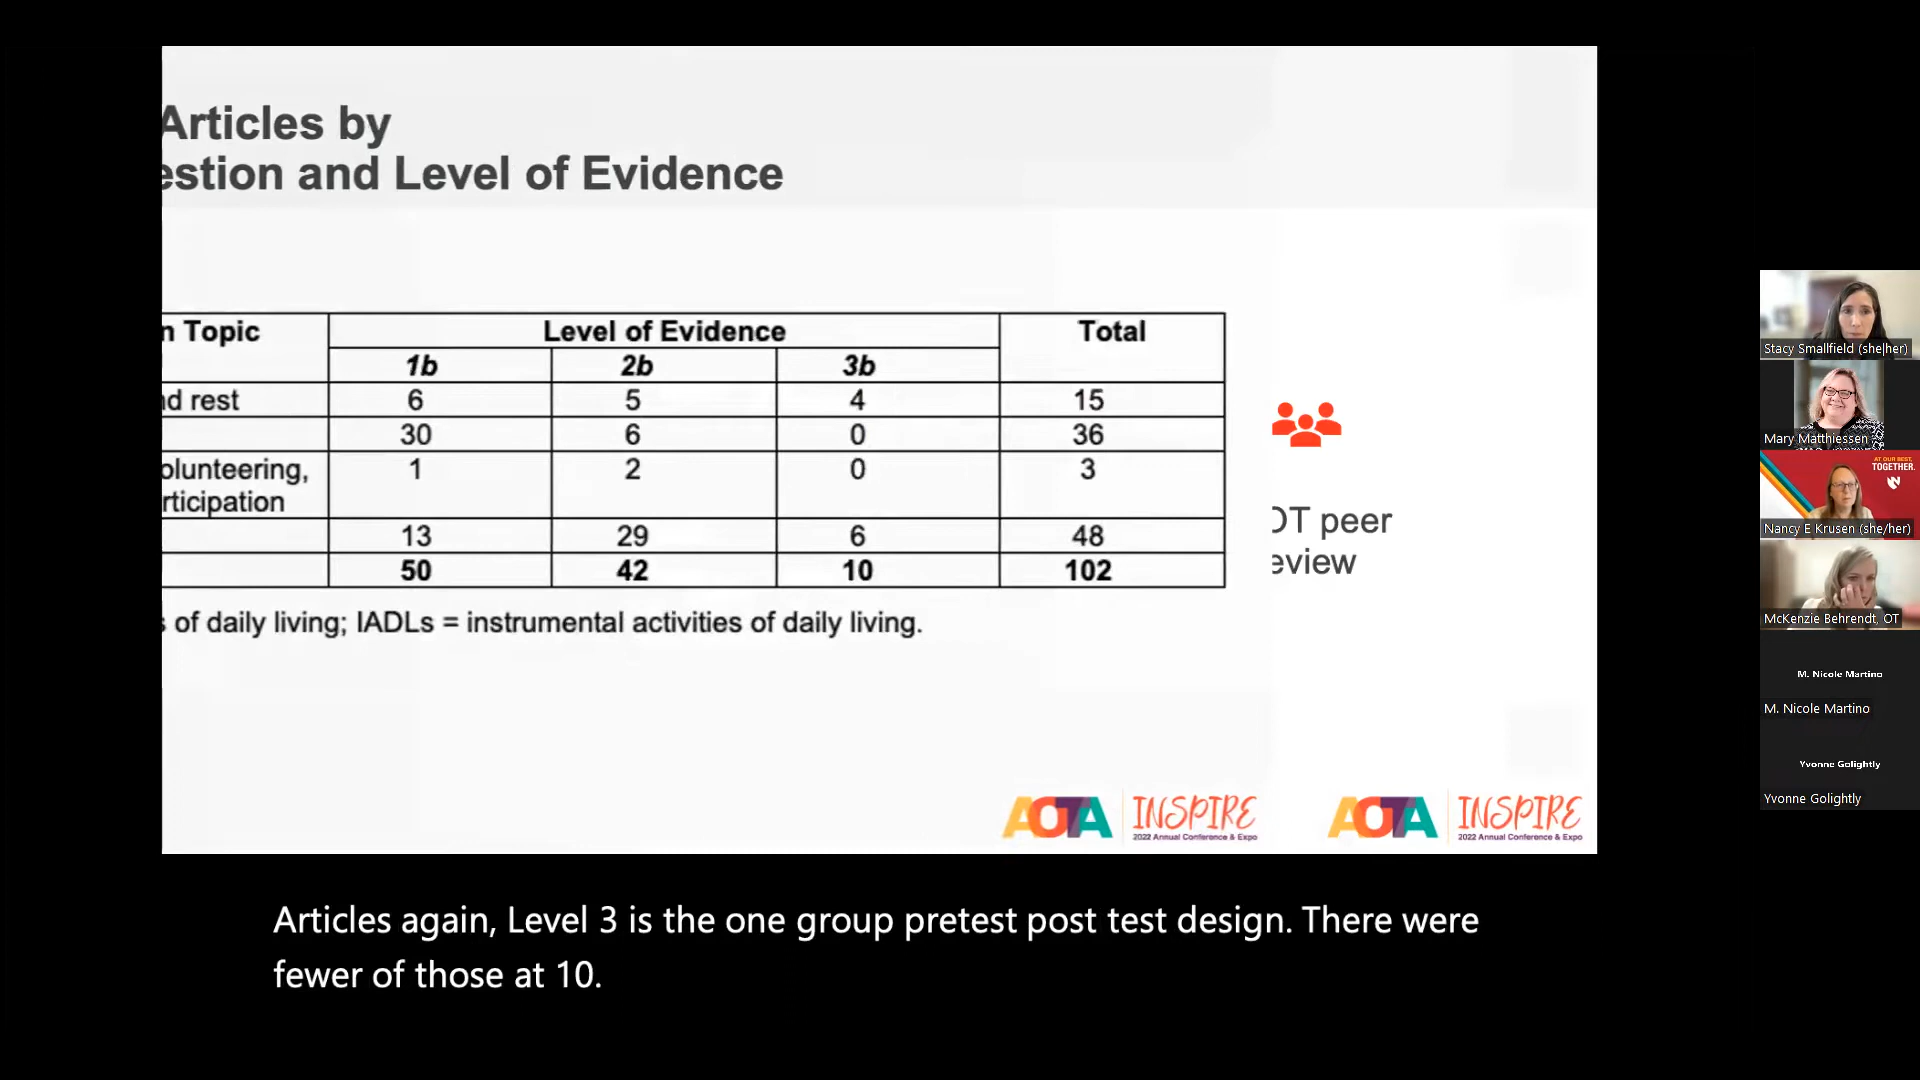 Articles by
estion and Level of Evidence
n Topic Level of Evidence Total
1b 2b 3b
nd rest 6 5 4 15
30 6 0 36
olunteering, 1 2 0 3
rticipation
13 29 6 48
50 42 10 102
s of daily living; IADLs = instrumental activities of daily living.
OT peer
eview
AOTA INSPIRE
2022 Annual Conference & Expo
AOTA INSPIRE
2022 Annual Conference & Expo
Articles again, Level 3 is the one group pretest post test design. There were
fewer of those at 10.
Stacy Smallfield (she|her)
Mary Matthiessen
AT OUR BEST,
TOGETHER.
N
Nancy E Krusen (she/her)
McKenzie Behrendt, OT
M. Nicole Martino
M. Nicole Martino
Yvonne Golightly
Yvonne Golightly